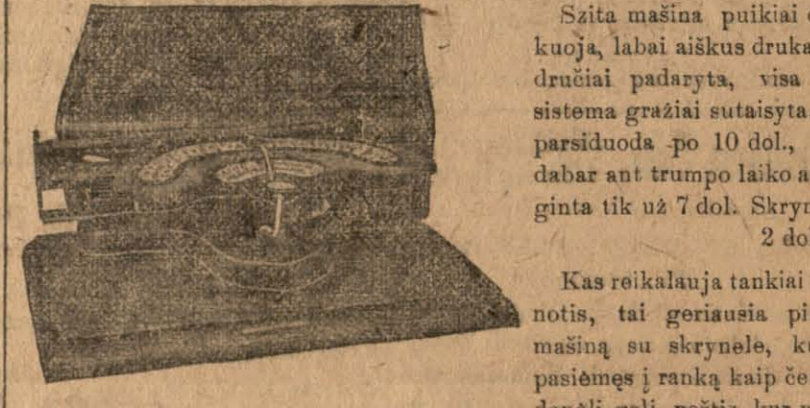 Szita mašina puikiai
kuoja, labai aiškus druka
dručiai padaryta, visa
sistema gražiai sutaisyta
parsiduoda po 10 dol.,
dabar ant trumpo laiko a
ginta tik už 7 dol. Skryn
2 do
Kas reikalauja tankiai
notis, tai geriausia pi
mašiną su skrynele, k
pasiėmęs į ranką kaip če